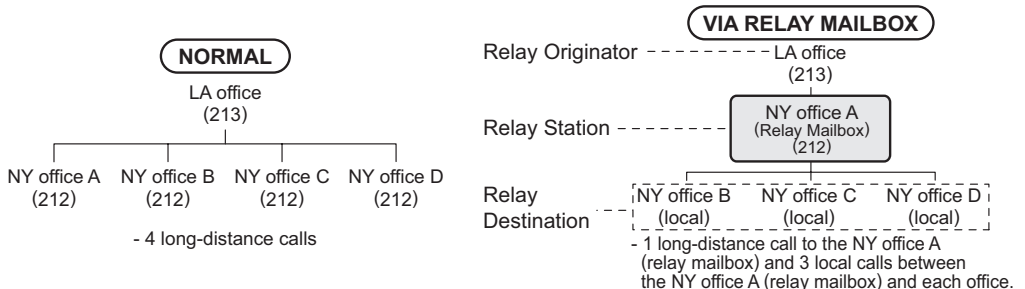 NORMAL
LA office
(213)
NY office A NY office B NY office C NY office D
(212) (212) (212) (212)
- 4 long-distance calls
VIA RELAY MAILBOX
Relay Originator LA office
(213)
NY office A
Relay Station (Relay Mailbox)
(212)
Relay NY office B NY office C NY office D
Destination (local) (local) (local)
- 1 long-distance call to the NY office A
(relay mailbox) and 3 local calls between
the NY office A (relay mailbox) and each office.